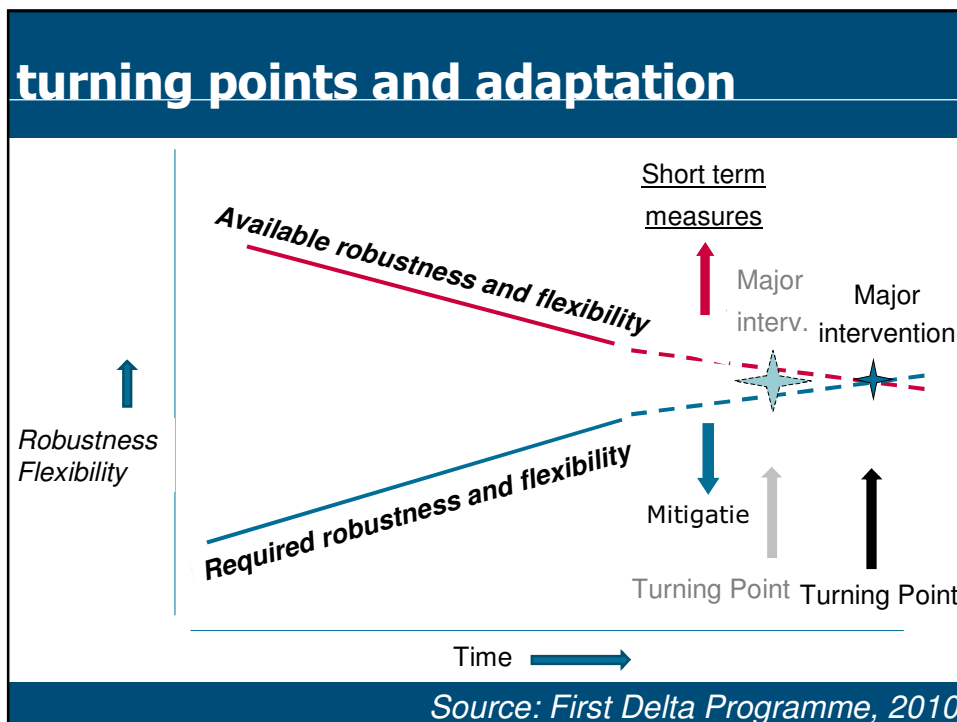 turning points and adaptation
Short term
measures
Available robustness and flexibility
Major
interv.
Major
intervention
Robustness
Flexibility
Required robustness and flexibility
Mitigatie
Turning Point
Turning Point
Time
Source: First Delta Programme, 2010